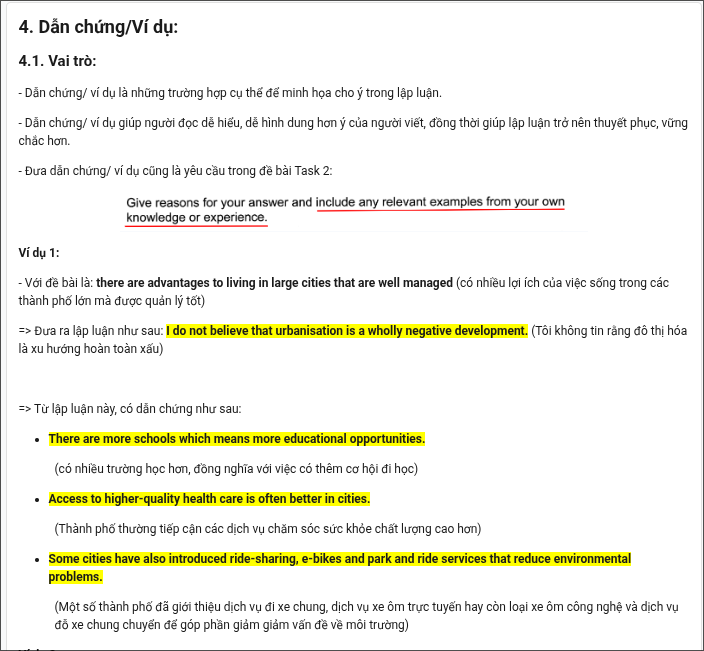 4. Dẫn chứng/Ví dụ:
4.1. Vai trò:
- Dẫn chứng/ ví dụ là những trường hợp cụ thể để minh họa cho ý trong lập luận.
- Dẫn chứng/ ví dụ giúp người đọc dễ hiểu, dễ hình dung hơn ý của người viết, đồng thời giúp lập luận trở nên thuyết phục, vững
chắc hơn.
- Đưa dẫn chứng/ ví dụ cũng là yêu cầu trong đề bài Task 2:
Give reasons for your answer and include any relevant examples from your own
knowledge or experience.
Ví dụ 1:
- Với đề bài là: there are advantages to living in large cities that are well managed (có nhiều lợi ích của việc sống trong các
thành phố lớn mà được quản lý tốt)
=> Đưa ra lập luận như sau: I do not believe that urbanisation is a wholly negative development. (Tôi không tin rằng đô thị hóa
là xu hướng hoàn toàn xấu)
=> Từ lập luận này, có dẫn chứng như sau:
• There are more schools which means more educational opportunities.
(có nhiều trường học hơn, đồng nghĩa với việc có thêm cơ hội đi học)
• Access to higher-quality health care is often better in cities.
(Thành phố thường tiếp cận các dịch vụ chăm sóc sức khỏe chất lượng cao hơn)
• Some cities have also introduced ride-sharing, e-bikes and park and ride services that reduce environmental
problems.
(Một số thành phố đã giới thiệu dịch vụ đi xe chung, dịch vụ xe ôm trực tuyến hay còn loại xe ôm công nghệ và dịch vụ
đỗ xe chung chuyển để góp phần giảm giảm vấn đề về môi trường)